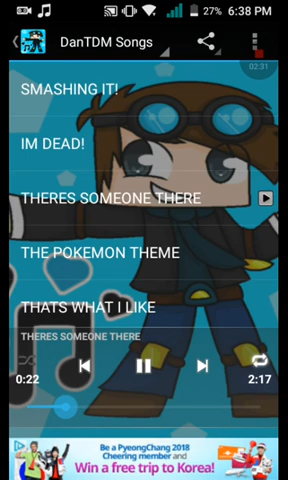 27% 6:38 PM
DanTDM Songs
02:31
SMASHING IT!
IM DEAD!
THERES SOMEONE THERE
THE POKEMON THEME
THATS WHAT I LIKE
THERES SOMEONE THERE
0:22 2:17
Be a PyeongChang 2018
Cheering member and
Win a free trip to Korea!